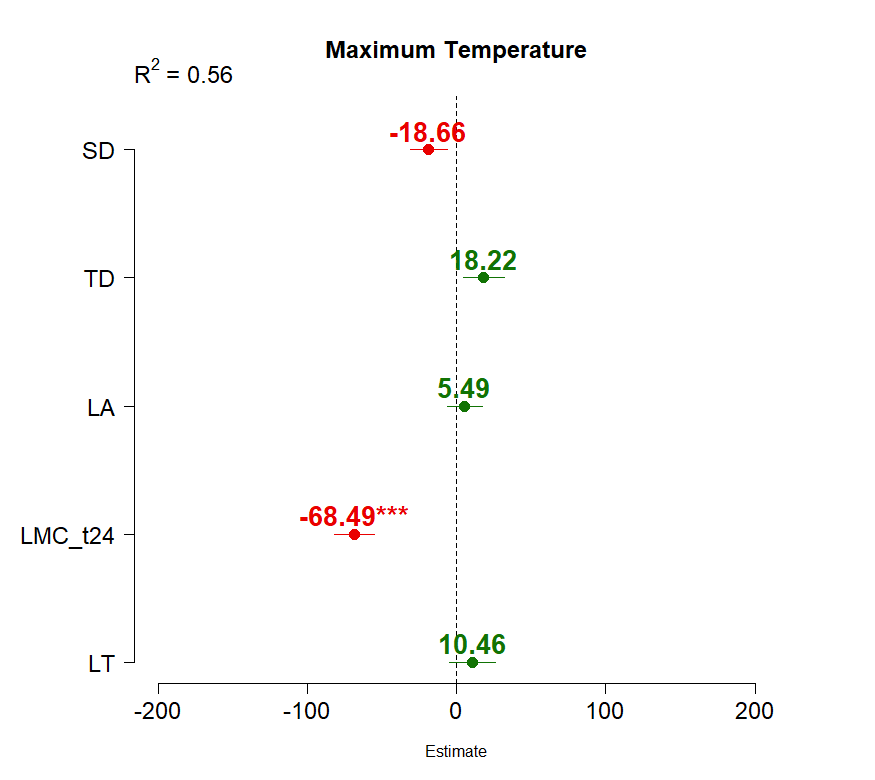 Maximum Temperature
R² = 0.56
SD
-18.66
TD
18.22
LA
5.49
LMC_t24
-68.49***
LT
10.46
-200 -100 0 100 200
Estimate